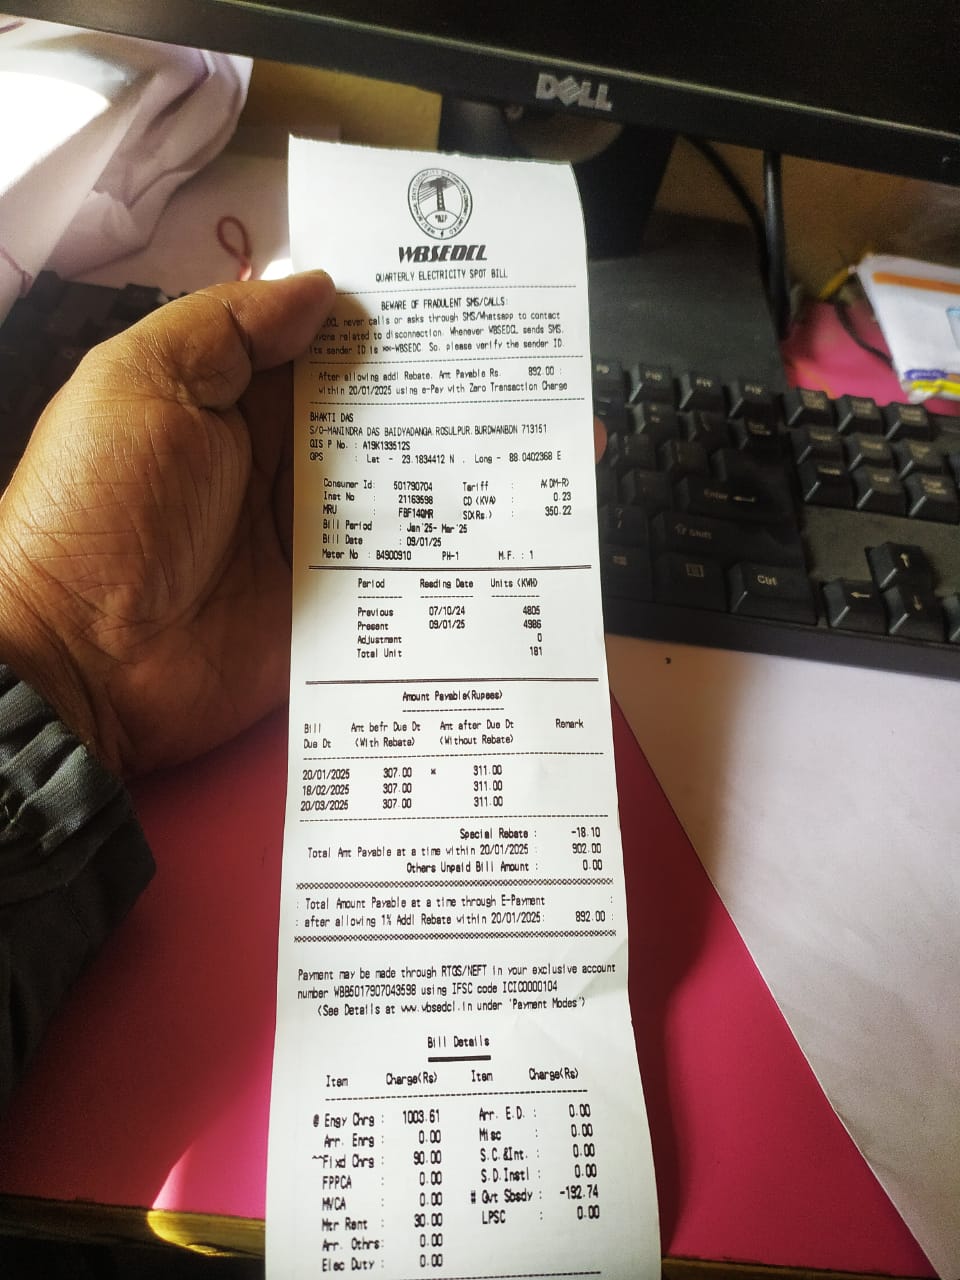 DELL
WBSEDCL
QUARTERLY ELECTRICITY SPOT BILL
BEWARE OF FRADULENT SMS/CALLS:
never calls or asks through SMS/Whatsapp to contact
related to disconnection. Whenever WBSEDCL sends SMS,
its sender ID is **-WBSEDC. So, please verify the sender ID.
: After allowing addl Rebate. Amt Payable Rs. 892.00 :
within 20/01/2025 using e-Pay with Zero Transaction Charge
BHAKTI DAS
S/O-MANINDRA DAS BAIDYADANGA.ROSULPUR.BURDWANBDN 713151
GIS P No. : A19K133512S
GPS : Lat - 23.1834412 N , Long - 88.0402368 E
Consumer Id: 501790704 Tariff : A(DM-R)
Inst No : 21163598 CD (KVA) : 0.23
MRU : FBF14QMR SD(Rs.) : 350.22
Bill Period : Jan'25- Mar'25
Bill Date : 09/01/25
Meter No : B4900910 PH-1 M.F. : 1
Period Reading Date Units (KWH)
Previous 07/10/24 4805
Present 09/01/25 4986
Adjustment 0
Total Unit 181
Amount Payable(Rupees)
Bill Amt befr Due Dt Amt after Due Dt Remark
Due Dt (With Rebate) (Without Rebate)
20/01/2025 307.00 * 311.00
18/02/2025 307.00 311.00
20/03/2025 307.00 311.00
Special Rebate : -18.10
Total Amt Payable at a time within 20/01/2025 : 902.00
Others Unpaid Bill Amount : 0.00
: Total Amount Payable at a time through E-Payment :
: after allowing 1% Addl Rebate within 20/01/2025: 892.00 :
Payment may be made through RTGS/NEFT in your exclusive account
number WBB5017907043598 using IFSC code ICIC0000104
(See Details at www.wbsedcl.in under 'Payment Modes')
Bill Details
Item Charge(Rs) Item Charge(Rs)
# Engy Chrg : 1003.61 Arr. E.D. : 0.00
Arr. Enrg : 0.00 Misc : 0.00
^^Fixd Chrg : 90.00 S.C.&Int. : 0.00
FPPCA : 0.00 S.D.Instl : 0.00
MVCA : 0.00 # Gvt Sbsdy : -192.74
Mtr Rent : 30.00 LPSC : 0.00
Arr. Othrs: 0.00
Elec Duty : 0.00